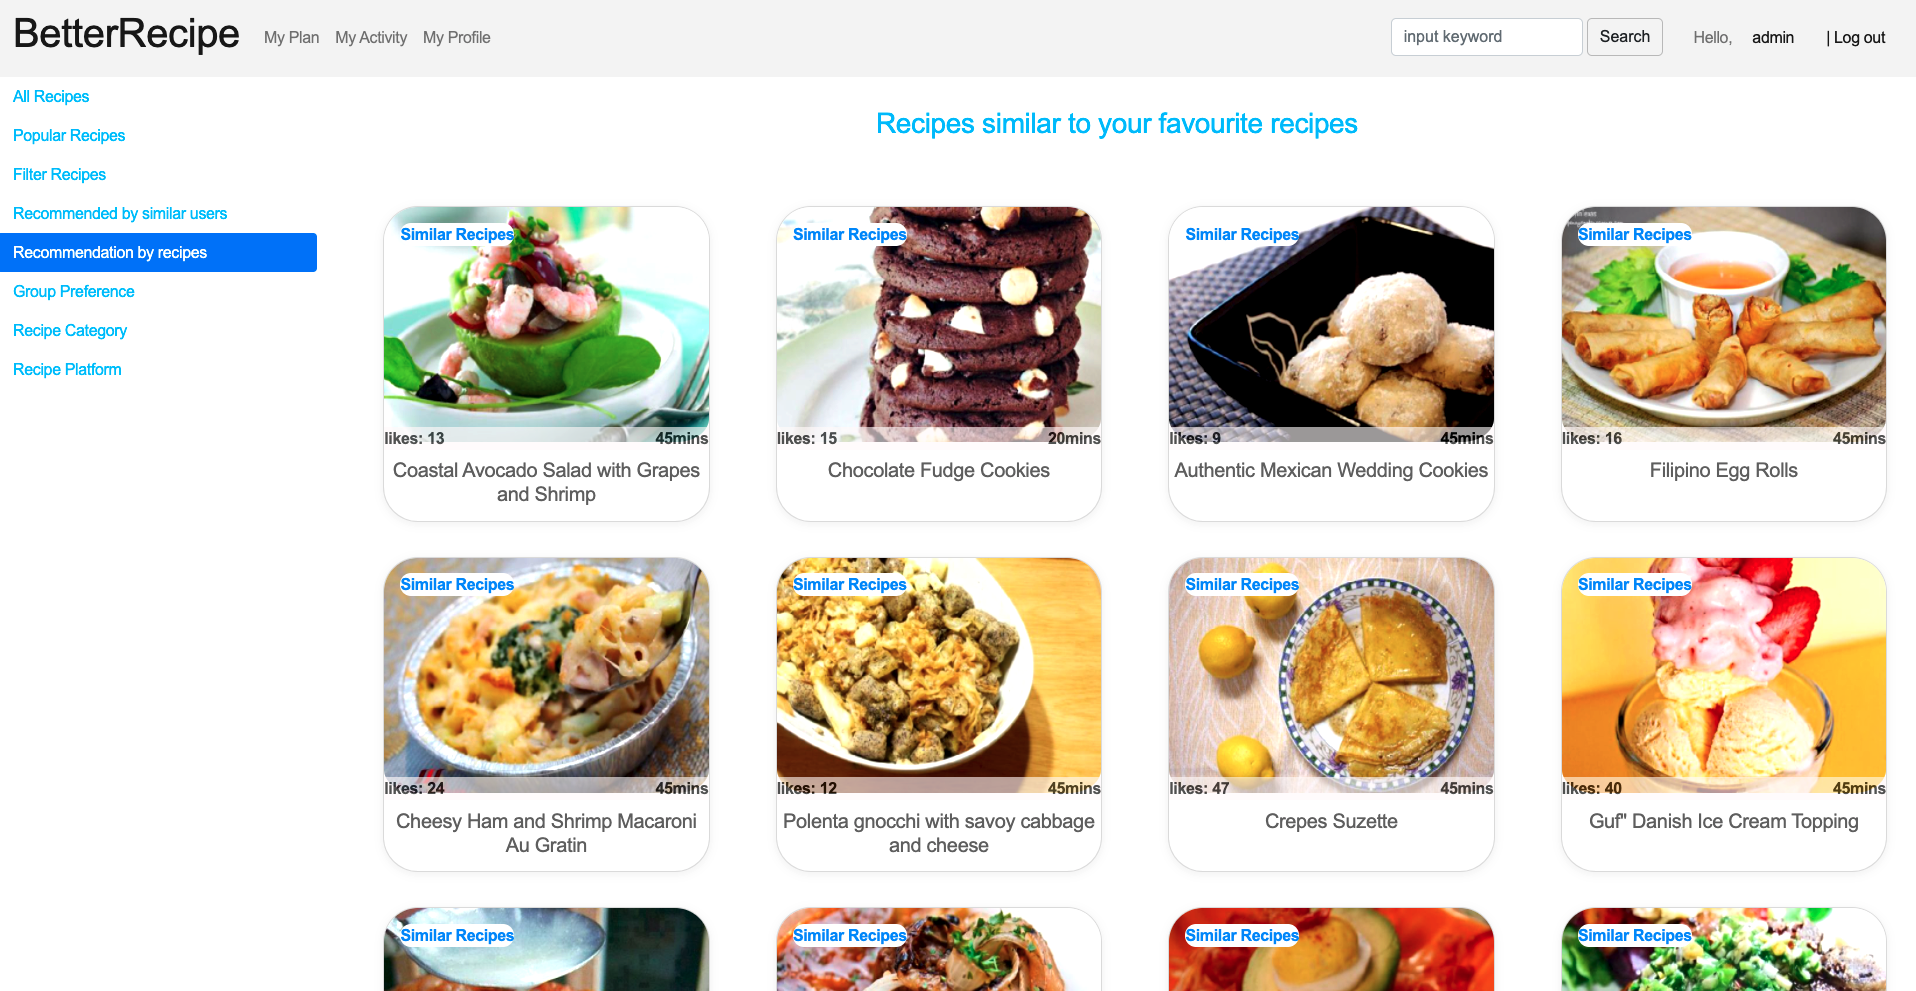 BetterRecipe
My Plan
My Activity
My Profile
input keyword
Search
Hello,
admin
| Log out
All Recipes
Popular Recipes
Filter Recipes
Recommended by similar users
Recommendation by recipes
Group Preference
Recipe Category
Recipe Platform
Recipes similar to your favourite recipes
Similar Recipes
likes: 13
45mins
Coastal Avocado Salad with Grapes
and Shrimp
Similar Recipes
likes: 15
20mins
Chocolate Fudge Cookies
Similar Recipes
likes: 9
45mins
Authentic Mexican Wedding Cookies
Similar Recipes
likes: 16
45mins
Filipino Egg Rolls
Similar Recipes
likes: 24
45mins
Cheesy Ham and Shrimp Macaroni
Au Gratin
Similar Recipes
likes: 12
45mins
Polenta gnocchi with savoy cabbage
and cheese
Similar Recipes
likes: 47
45mins
Crepes Suzette
Similar Recipes
likes: 40
45mins
Guf" Danish Ice Cream Topping
Similar Recipes
Similar Recipes
Similar Recipes
Similar Recipes